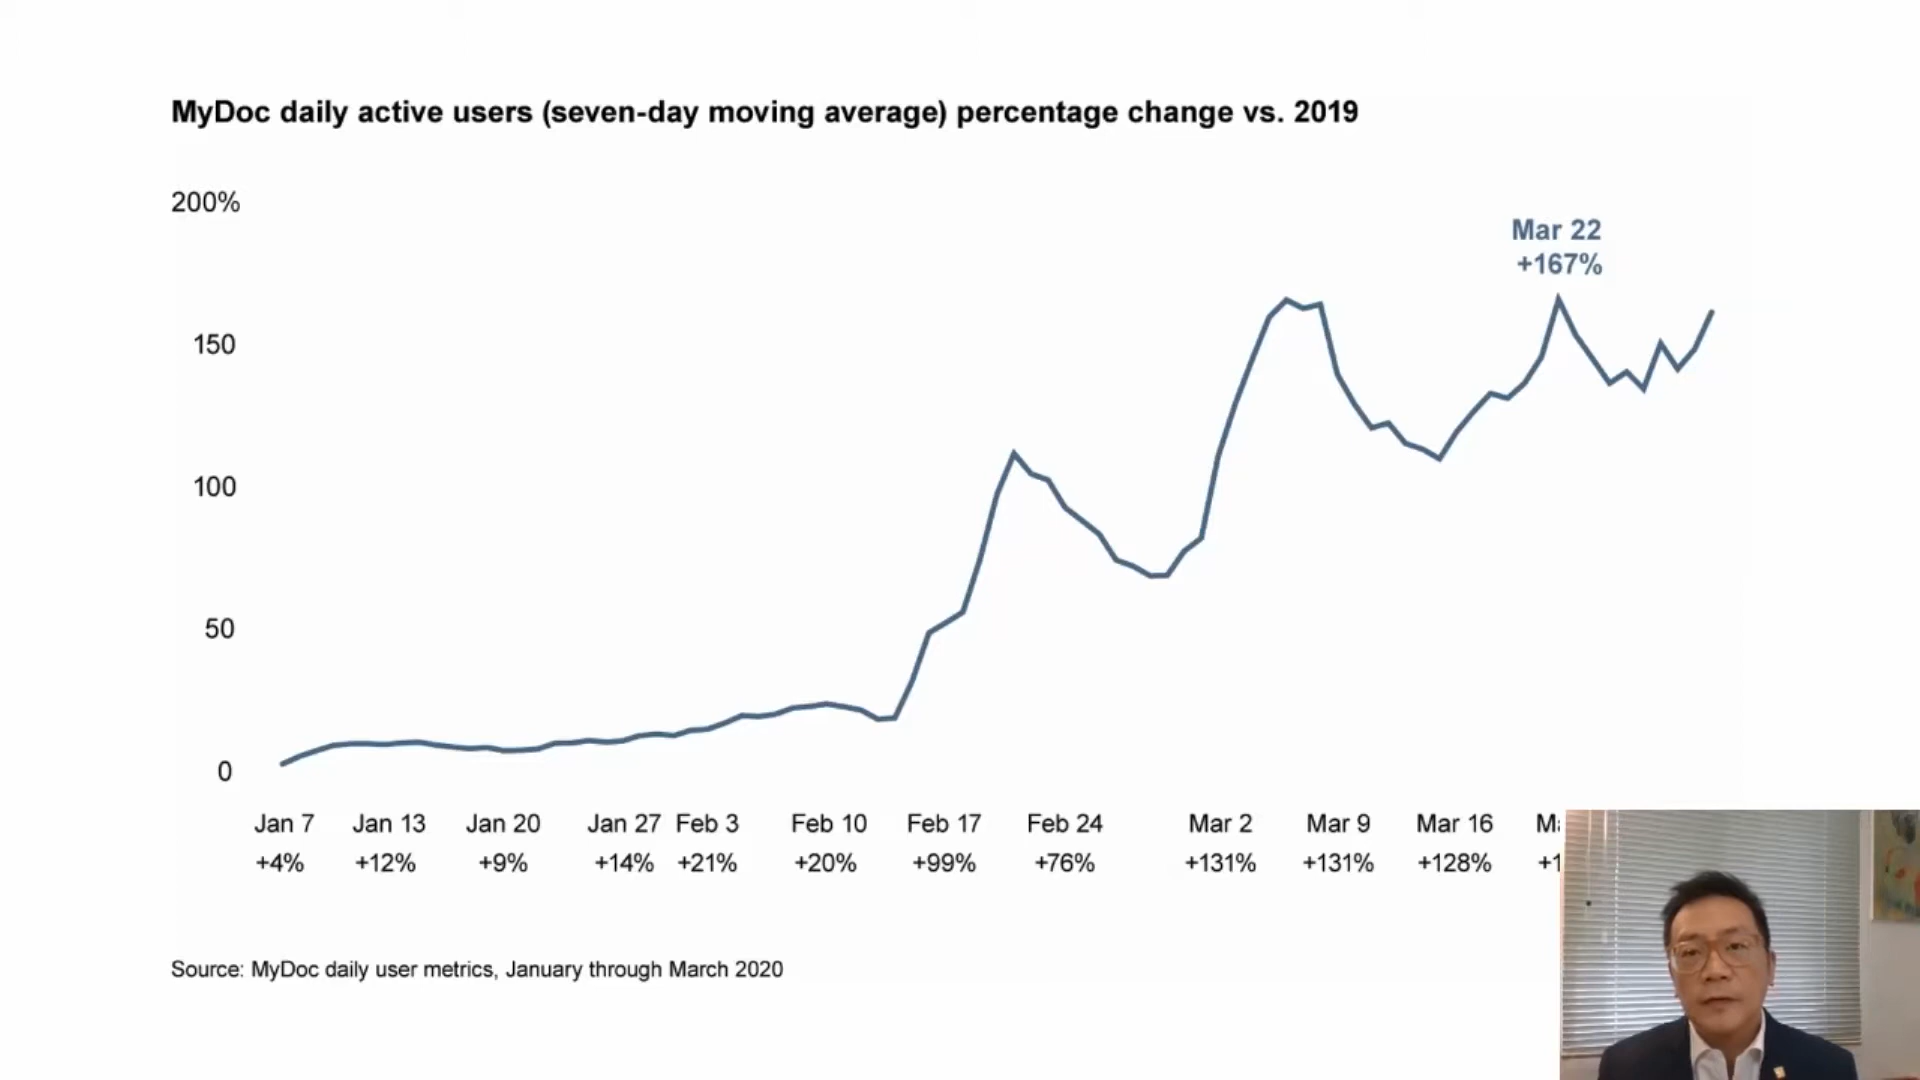 MyDoc daily active users (seven-day moving average) percentage change vs. 2019
200%
Mar 22
+167%
150
100
50
0
Jan 7 Jan 13 Jan 20 Jan 27 Feb 3 Feb 10 Feb 17 Feb 24 Mar 2 Mar 9 Mar 16
+4% +12% +9% +14% +21% +20% +99% +76% +131% +131% +128%
Source: MyDoc daily user metrics, January through March 2020